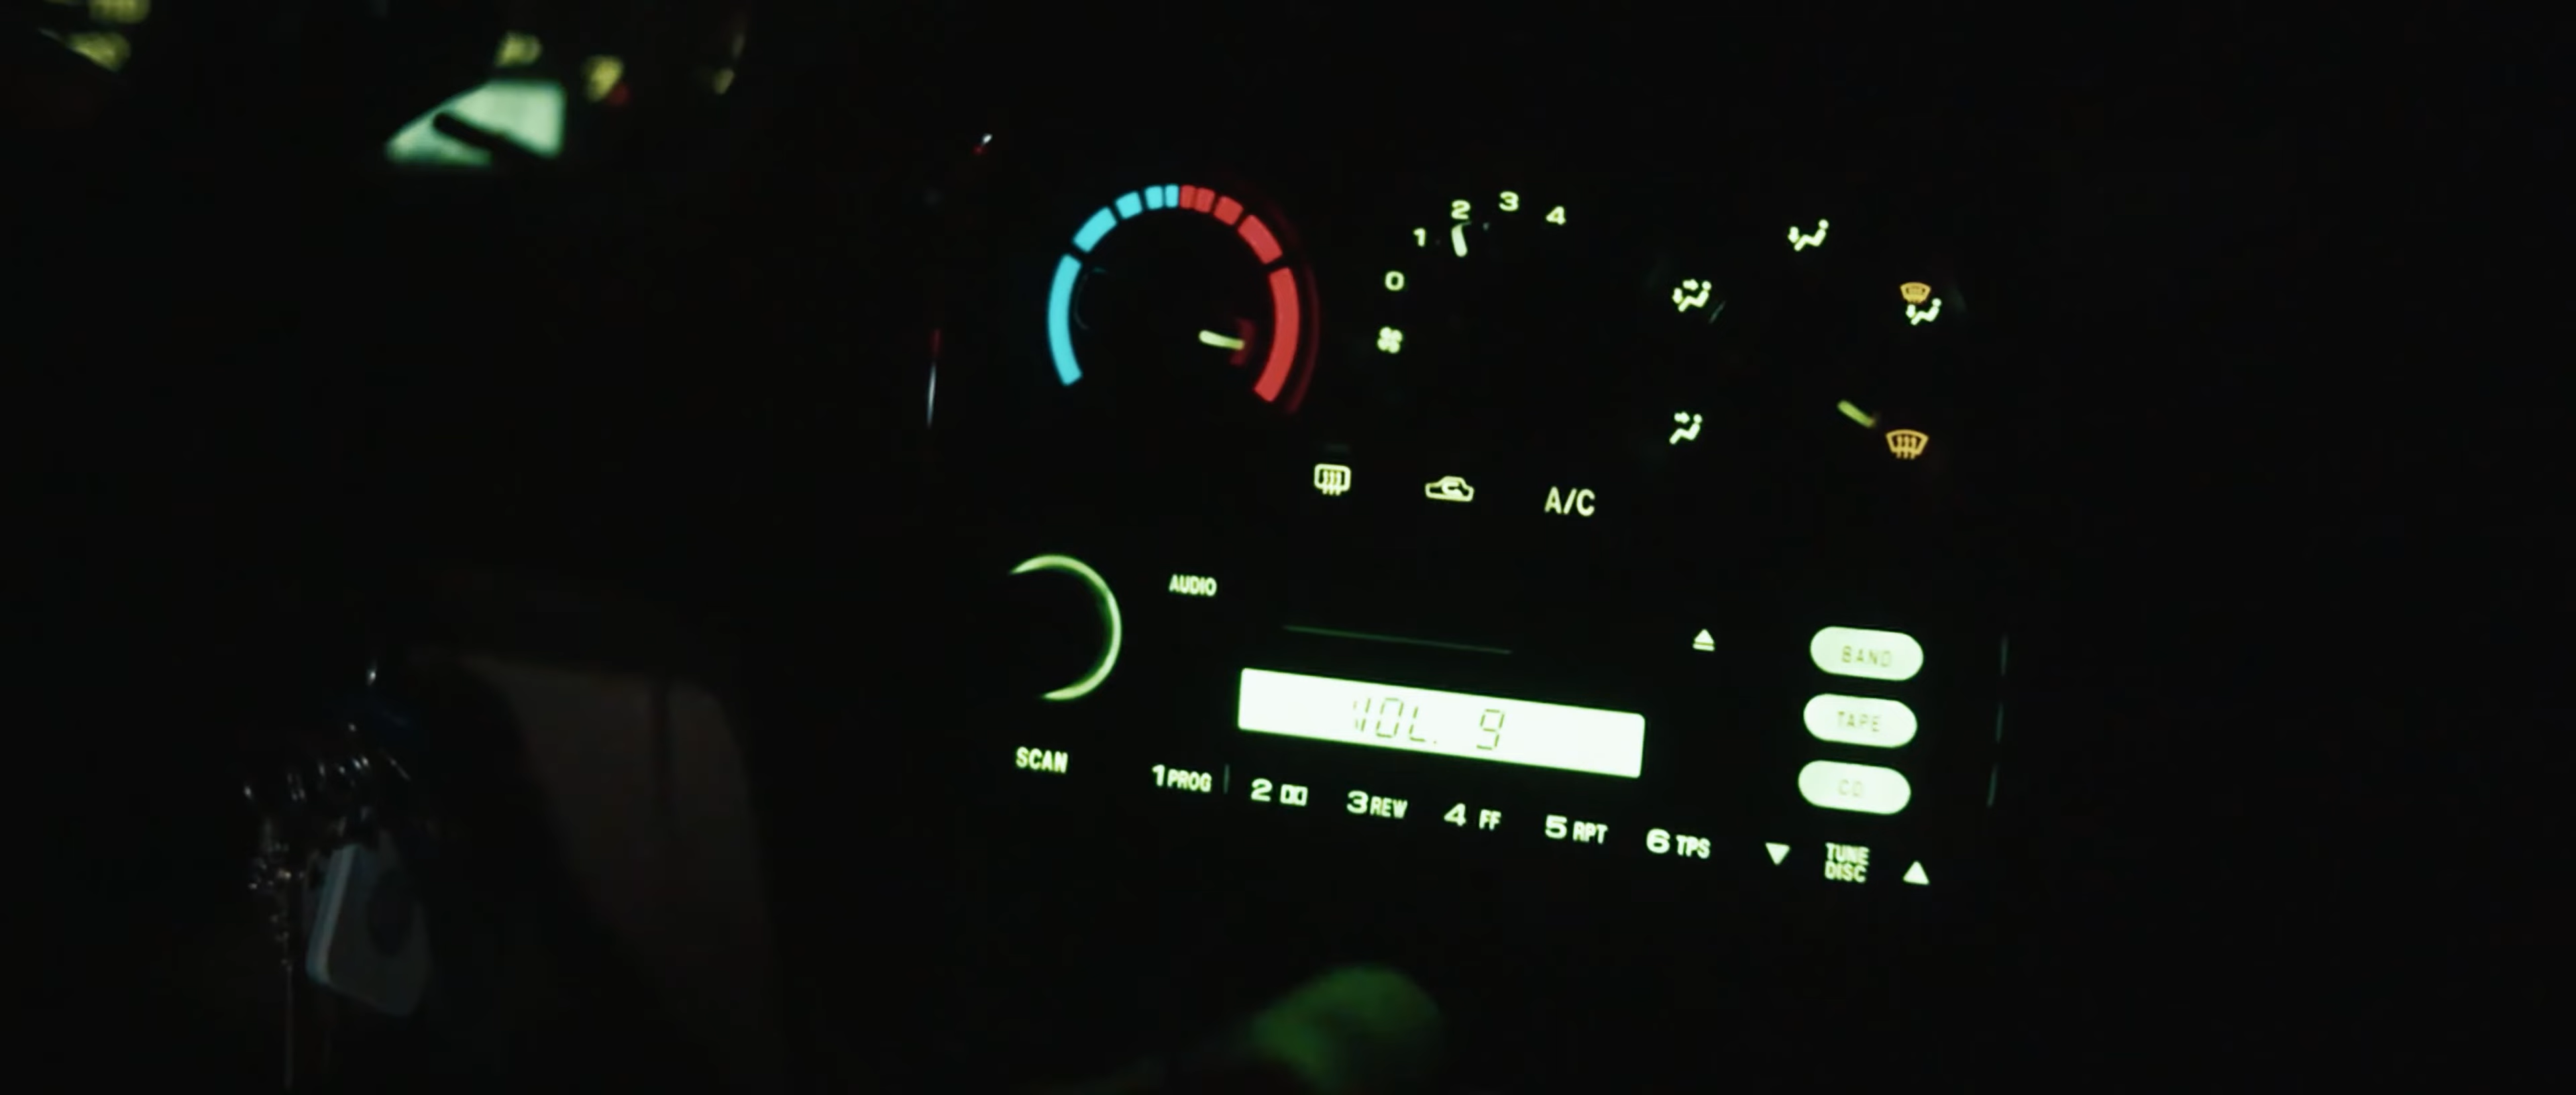 1 2 3 4
0
A/C
AUDIO
BAND
VOL. 9
TAPE
CD
SCAN
1 PROG 2 3 REW 4 FF 5 RPT 6 TPS
TUNE
DISC